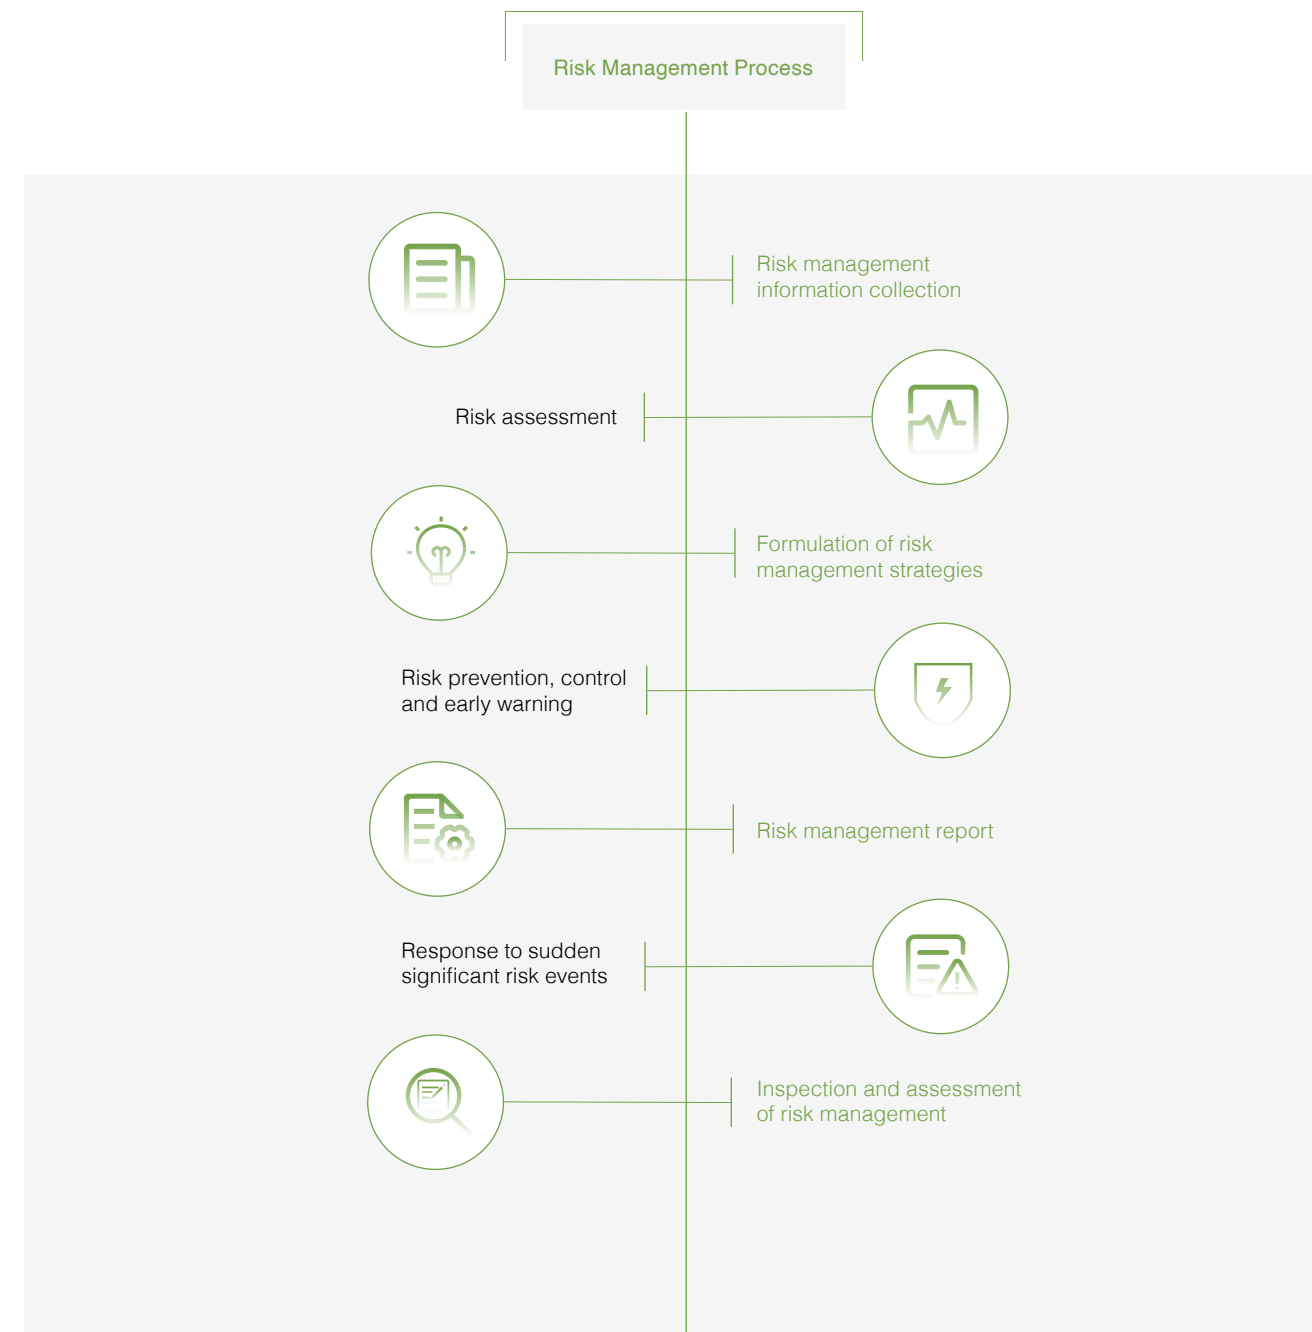 Risk Management Process
Risk management
information collection
Risk assessment
Formulation of risk
management strategies
Risk prevention, control
and early warning
Risk management report
Response to sudden
significant risk events
Inspection and assessment
of risk management